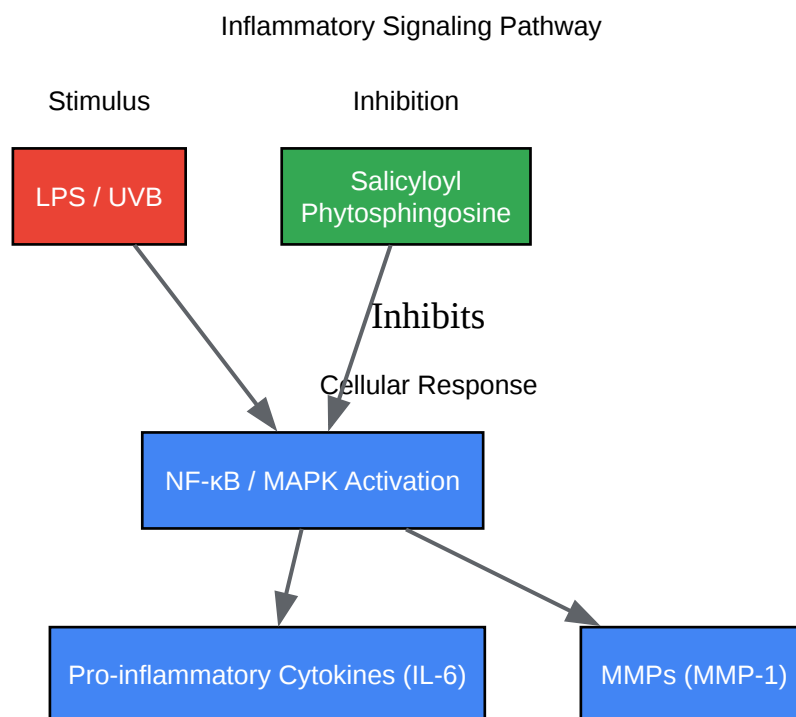 Inflammatory Signaling Pathway
Stimulus
Inhibition
LPS / UVB
Salicyloyl
Phytosphingosine
Inhibits
Cellular Response
NF-κB / MAPK Activation
Pro-inflammatory Cytokines (IL-6)
MMPs (MMP-1)